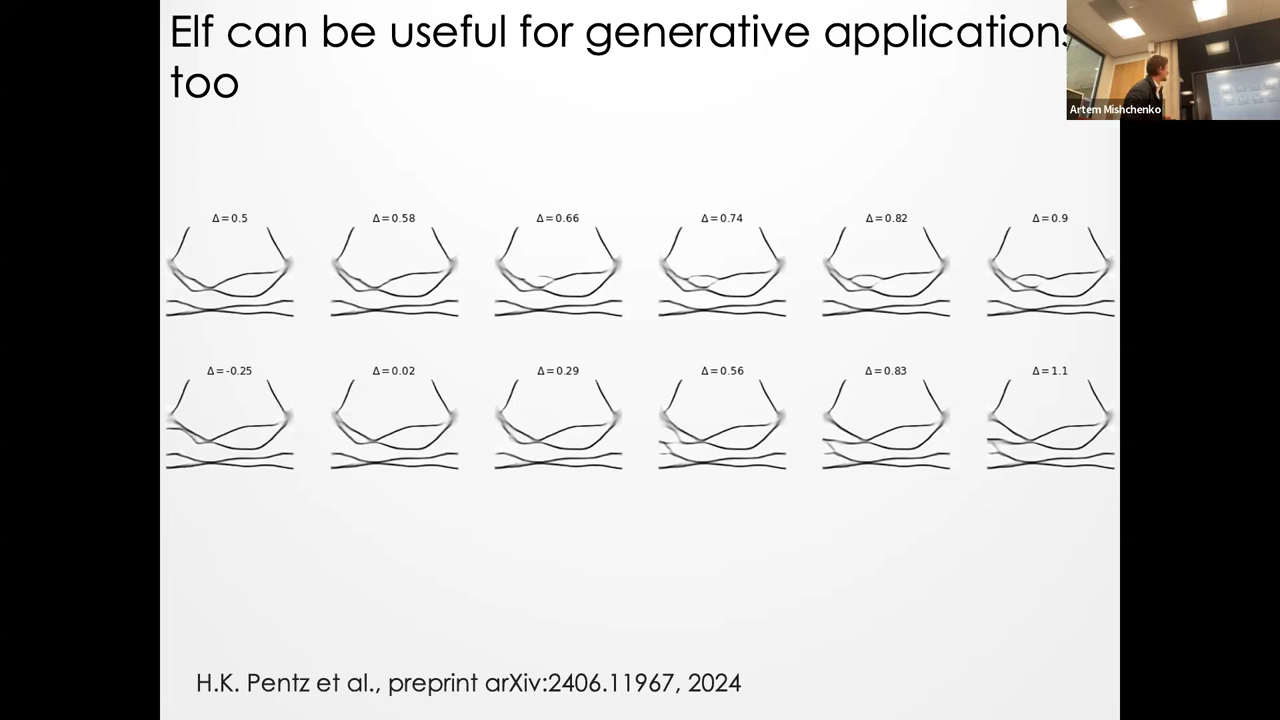 Elf can be useful for generative applications
too
Artem Mishchenko
Δ = 0.5 Δ = 0.58 Δ = 0.66 Δ = 0.74 Δ = 0.82 Δ = 0.9
Δ = -0.25 Δ = 0.02 Δ = 0.29 Δ = 0.56 Δ = 0.83 Δ = 1.1
H.K. Pentz et al., preprint arXiv:2406.11967, 2024